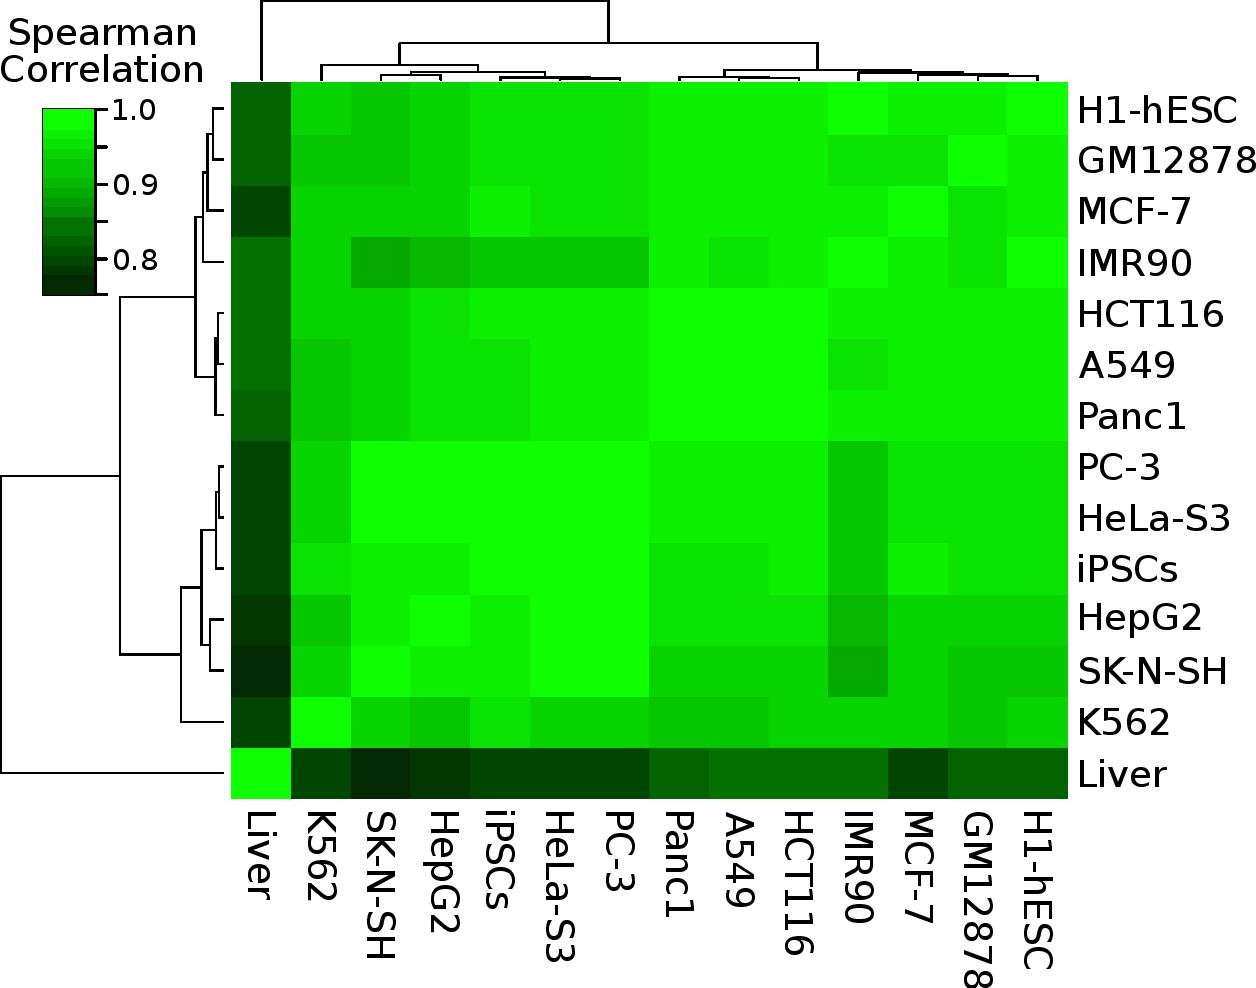 Spearman
Correlation
1.0
0.9
0.8
H1-hESC
GM12878
MCF-7
IMR90
HCT116
A549
Panc1
PC-3
HeLa-S3
iPSCs
HepG2
SK-N-SH
K562
Liver
Liver
K562
SK-N-SH
HepG2
iPSCs
HeLa-S3
PC-3
Panc1
A549
HCT116
IMR90
MCF-7
GM12878
H1-hESC